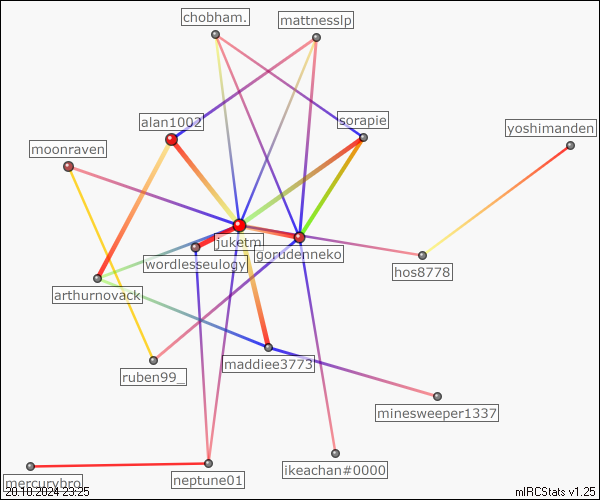 chobham.
mattnesslp
alan1002
sorapie
yoshimanden
moonraven
juketm
gorudenneko
wordlesseulogy
hos8778
arthurnovack
maddiee3773
ruben99_
minesweeper1337
ikeachan#0000
neptune01
mercurybro
20.10.2024 23:25
mIRCStats v1.25